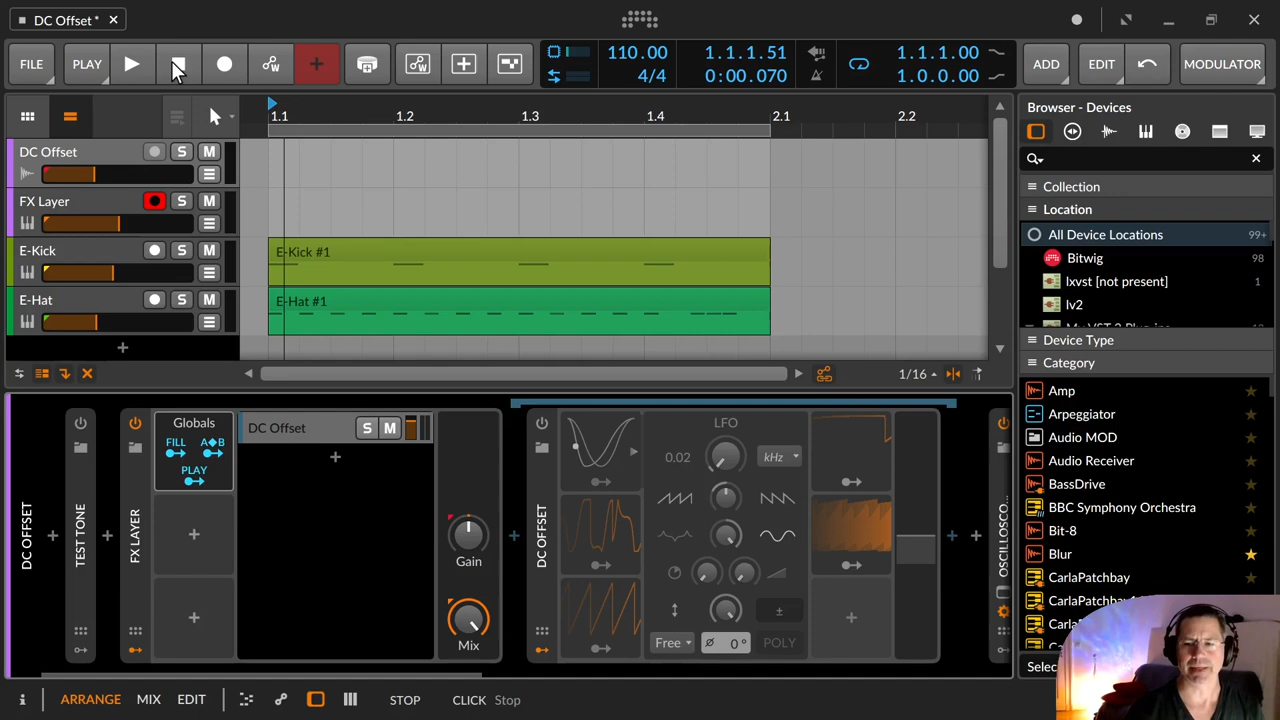 DC Offset *
FILE
PLAY
110.00
4/4
1.1.1.51
0:00.070
1.1.1.00
1.0.0.00
ADD
EDIT
MODULATOR
1.1
1.2
1.3
1.4
2.1
2.2
DC Offset
S
M
FX Layer
S
M
E-Kick
S
M
E-Kick #1
E-Hat
S
M
E-Hat #1
1/16
Browser - Devices
Collection
Location
All Device Locations
99+
Bitwig
98
lxvst [not present]
1
lv2
Device Type
Category
Amp
Arpeggiator
Audio MOD
Audio Receiver
BassDrive
BBC Symphony Orchestra
Bit-8
Blur
CarlaPatchbay
DC OFFSET
TEST TONE
FX LAYER
Globals
FILL
A◆B
PLAY
DC Offset
S
M
Gain
Mix
DC OFFSET
LFO
0.02
kHz
Free
0 °
POLY
OSCILLOSCO...
ARRANGE
MIX
EDIT
STOP
CLICK
Stop